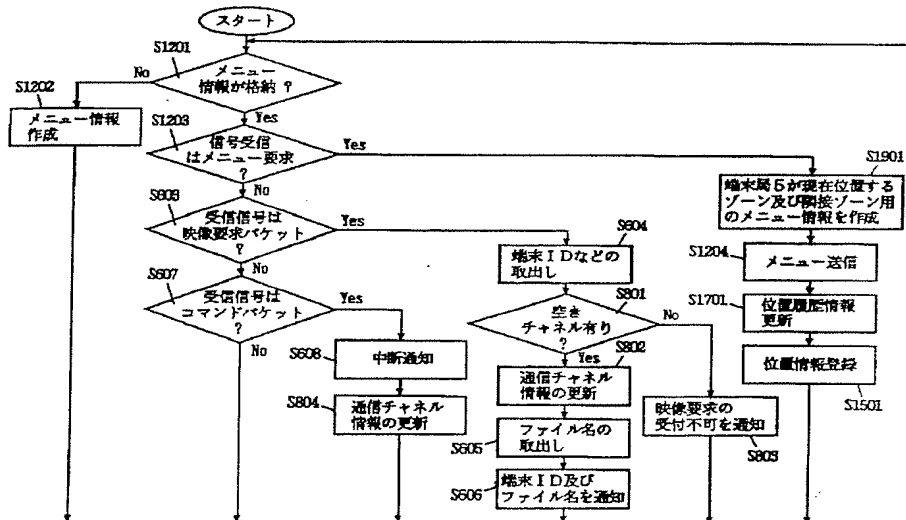 スタート
S1201
メニュー
情報が格納 ?
No
Yes
S1202
メニュー情報
作成
S1203
信号受信
はメニュー要求
?
Yes
No
S603
受信信号は
映像要求パケット
?
Yes
No
S607
受信信号は
コマンドパケット
?
Yes
No
S608
中断通知
S804
通信チャネル
情報の更新
S604
端末IDなどの
取出し
S801
空き
チャネル有り
?
No
Yes
S802
通信チャネル
情報の更新
S605
ファイル名の
取出し
S606
端末ID及び
ファイル名を通知
映像要求の
受付不可を通知
S803
S1901
端末局5が現在位置する
ゾーン及び隣接ゾーン用
のメニュー情報を作成
S1204
メニュー送信
S1701
位置履歴情報
更新
位置情報登録
S1501